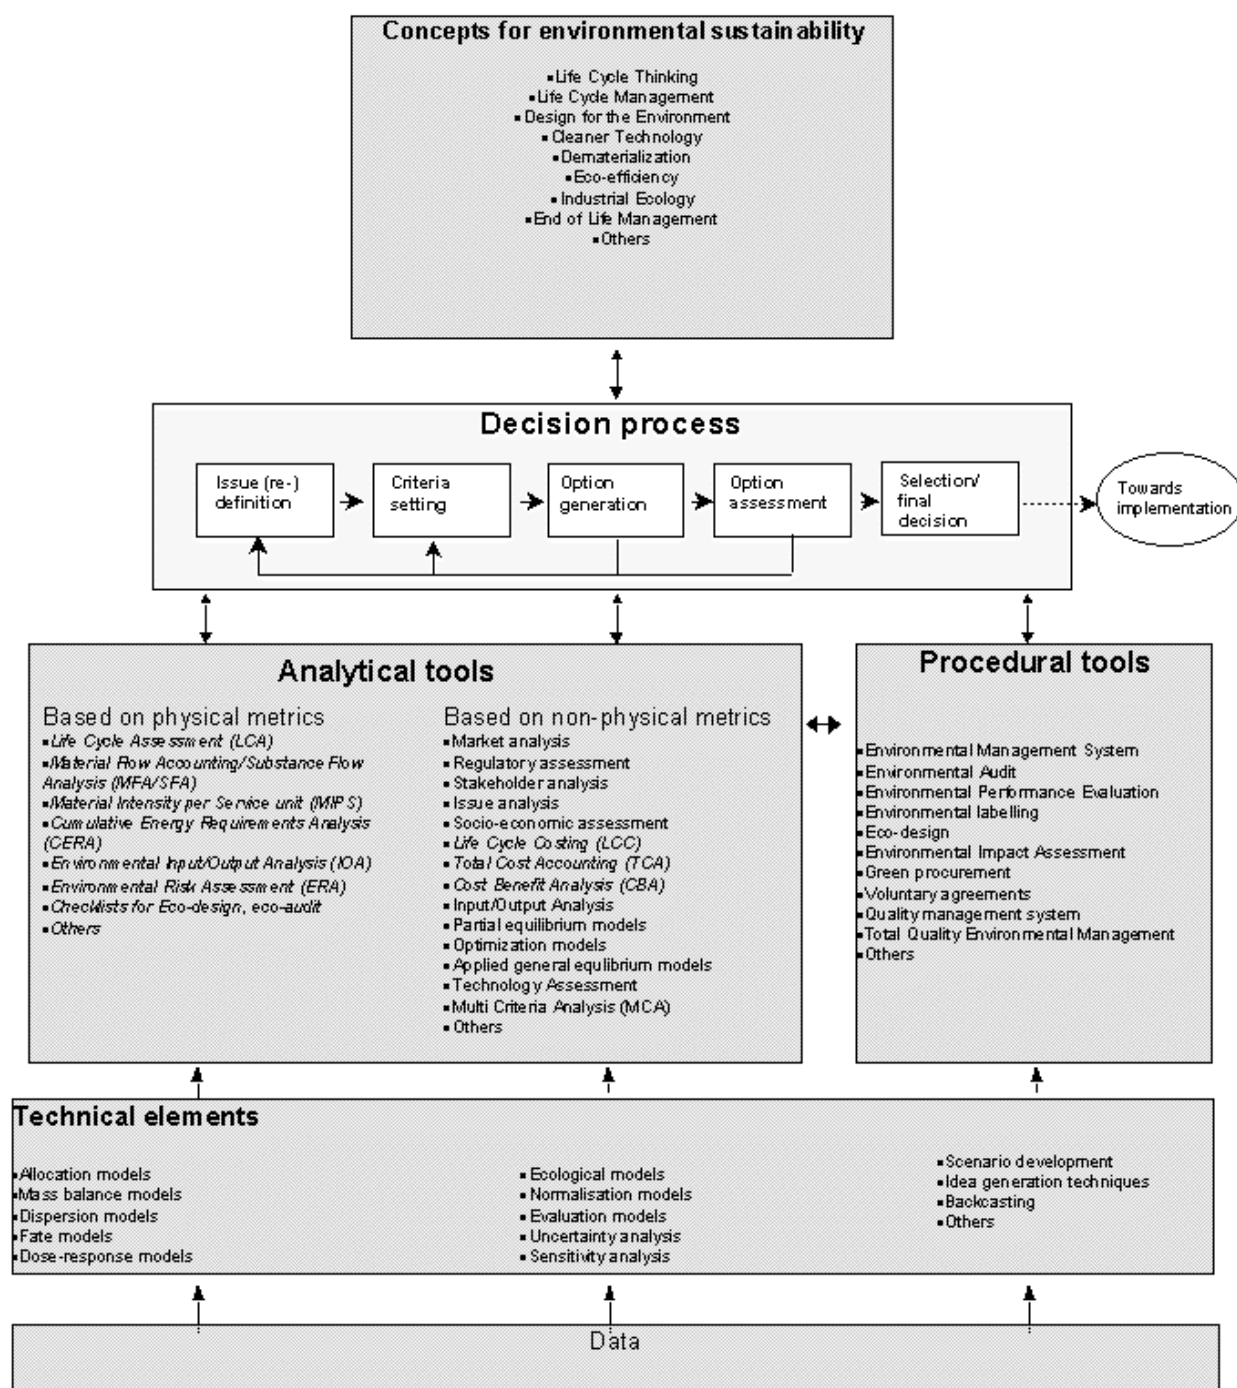 Concepts for environmental sustainability
▪Life Cycle Thinking
▪Life Cycle Management
▪Design for the Environment
▪Cleaner Technology
▪Dematerialization
▪Eco-efficiency
▪Industrial Ecology
▪End of Life Management
▪Others
Decision process
Issue (re-)
definition
Criteria
setting
Option
generation
Option
assessment
Selection/
final
decision
Towards
implementation
Analytical tools
Based on physical metrics
▪Life Cycle Assessment (LCA)
▪Material Flow Accounting/Substance Flow
Analysis (MFA/SFA)
▪Material Intensity per Service unit (MIPS)
▪Cumulative Energy Requirements Analysis
(CERA)
▪Environmental Input/Output Analysis (IOA)
▪Environmental Risk Assessment (ERA)
▪Checklists for Eco-design, eco-audit
▪Others
Based on non-physical metrics
▪Market analysis
▪Regulatory assessment
▪Stakeholder analysis
▪Issue analysis
▪Socio-economic assessment
▪Life Cycle Costing (LCC)
▪Total Cost Accounting (TCA)
▪Cost Benefit Analysis (CBA)
▪Input/Output Analysis
▪Partial equilibrium models
▪Optimization models
▪Applied general equlibrium models
▪Technology Assessment
▪Multi Criteria Analysis (MCA)
▪Others
Procedural tools
▪Environmental Management System
▪Environmental Audit
▪Environmental Performance Evaluation
▪Environmental labelling
▪Eco-design
▪Environmental Impact Assessment
▪Green procurement
▪Voluntary agreements
▪Quality management system
▪Total Quality Environmental Management
▪Others
Technical elements
▪Allocation models
▪Mass balance models
▪Dispersion models
▪Fate models
▪Dose-response models
▪Ecological models
▪Normalisation models
▪Evaluation models
▪Uncertainty analysis
▪Sensitivity analysis
▪Scenario development
▪Idea generation techniques
▪Backcasting
▪Others
Data